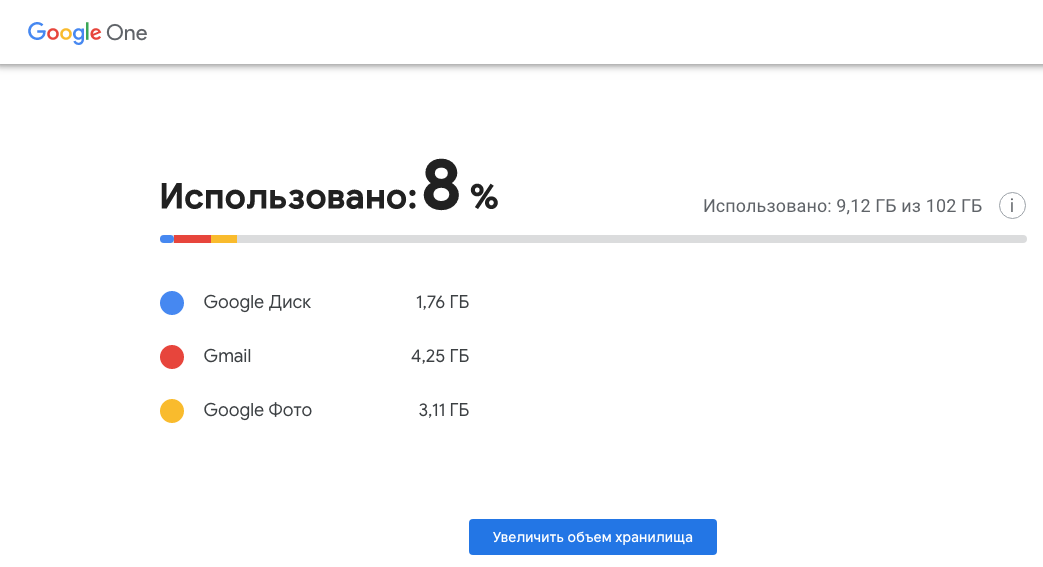 Google One
Использовано: 8 %
Использовано: 9,12 ГБ из 102 ГБ i
Google Диск 1,76 ГБ
Gmail 4,25 ГБ
Google Фото 3,11 ГБ
Увеличить объем хранилища